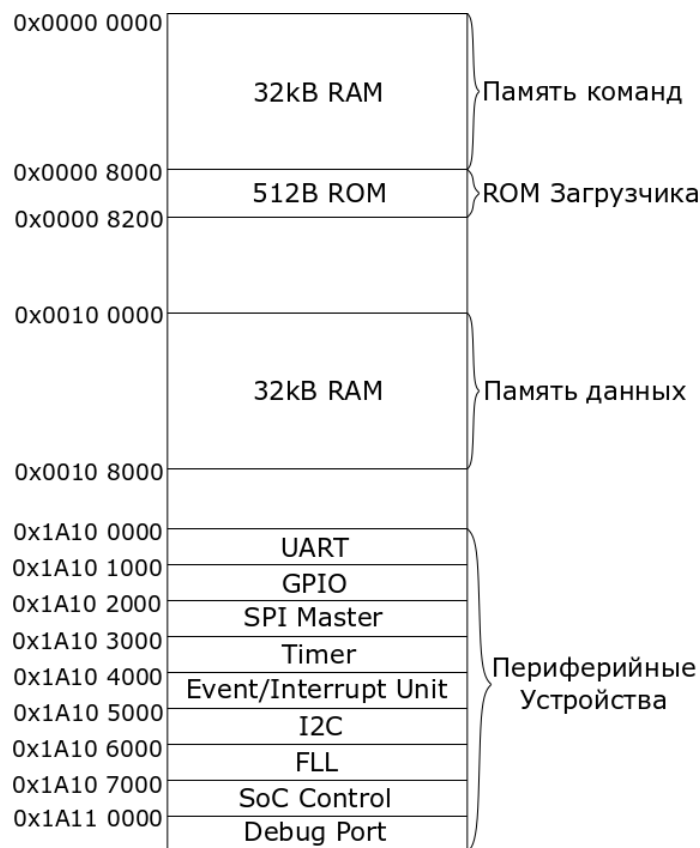 0x0000 0000
32kB RAM
Память команд
0x0000 8000
512B ROM
ROM Загрузчика
0x0000 8200
0x0010 0000
32kB RAM
Память данных
0x0010 8000
0x1A10 0000
UART
0x1A10 1000
GPIO
0x1A10 2000
SPI Master
0x1A10 3000
Timer
0x1A10 4000
Event/Interrupt Unit
Периферийные
Устройства
0x1A10 5000
I2C
0x1A10 6000
FLL
0x1A10 7000
SoC Control
0x1A11 0000
Debug Port